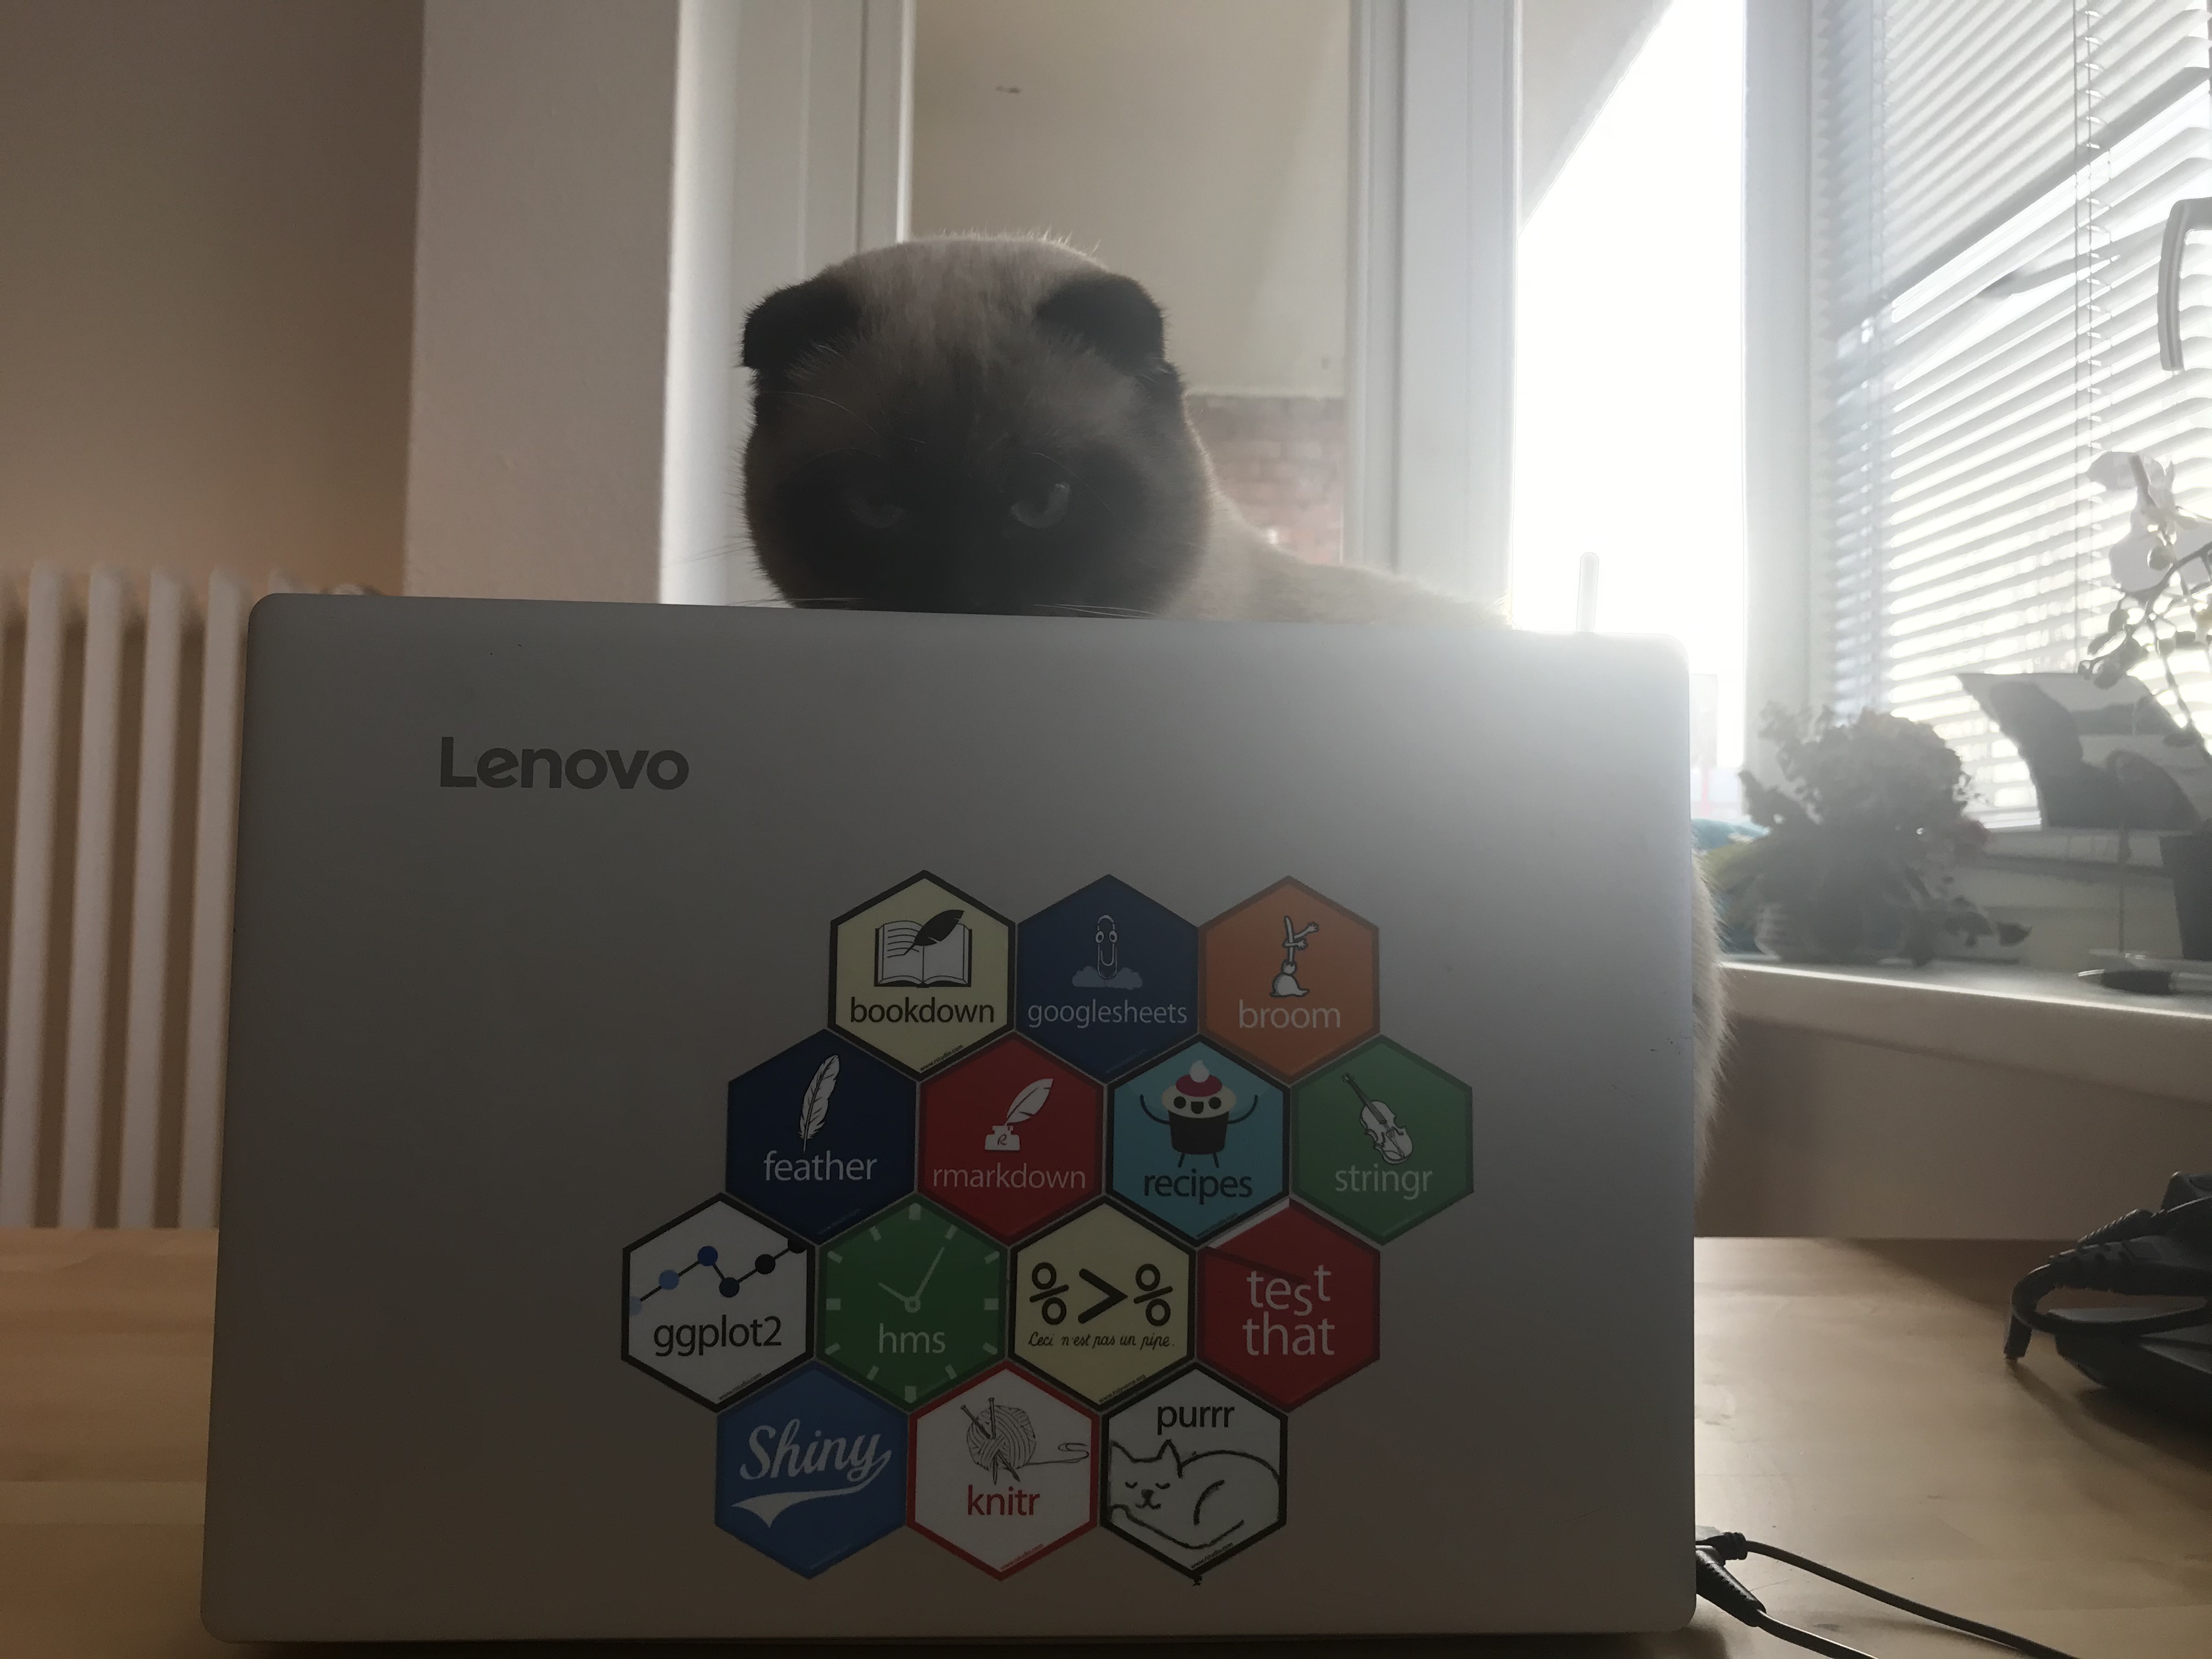 Lenovo
bookdown
googlesheets
broom
feather
rmarkdown
recipes
stringr
ggplot2
hms
%>%
Ceci n'est pas un pipe.
test
that
Shiny
knitr
purrr